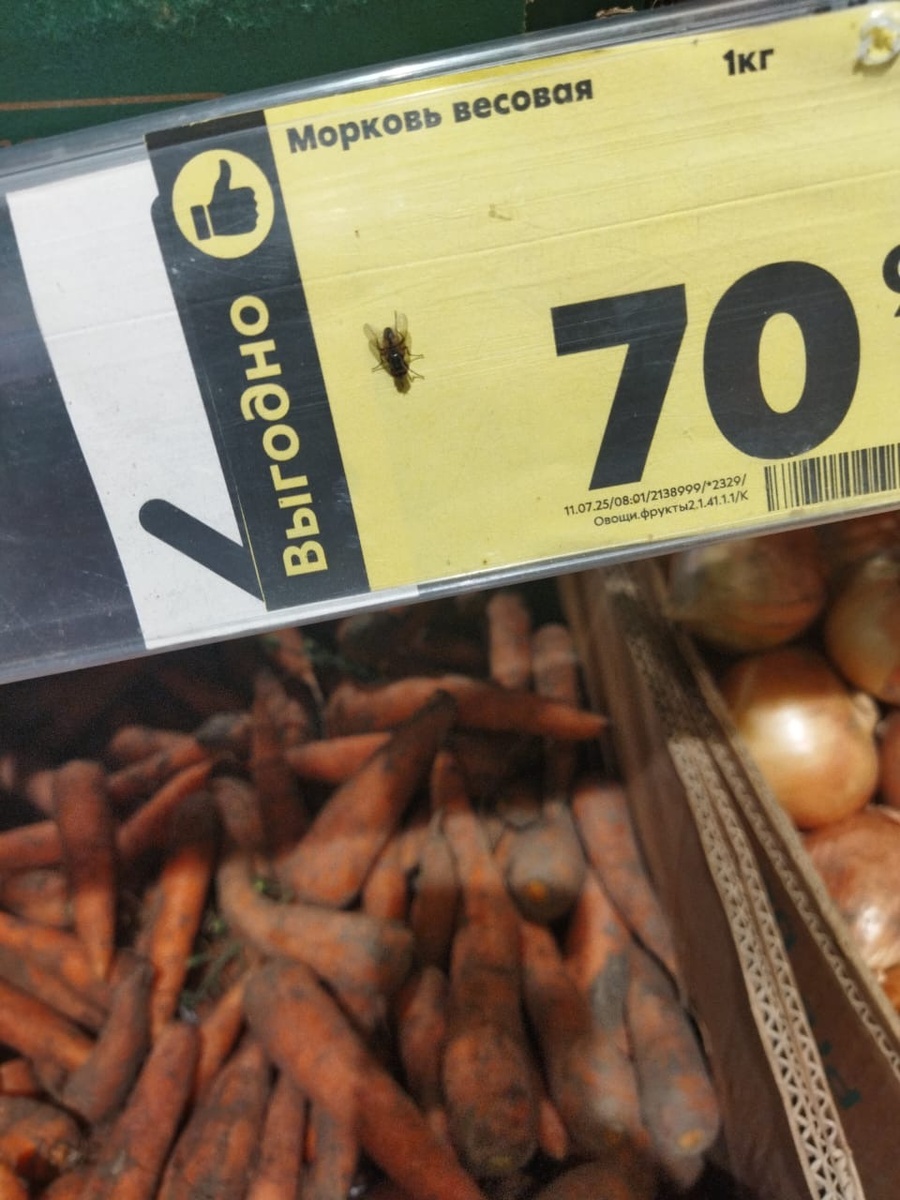 Морковь весовая 1кг
Выгодно
70
11.07.25/08:01/2138999/*2329/
Овощи.фрукты2.1.41.1.1/К